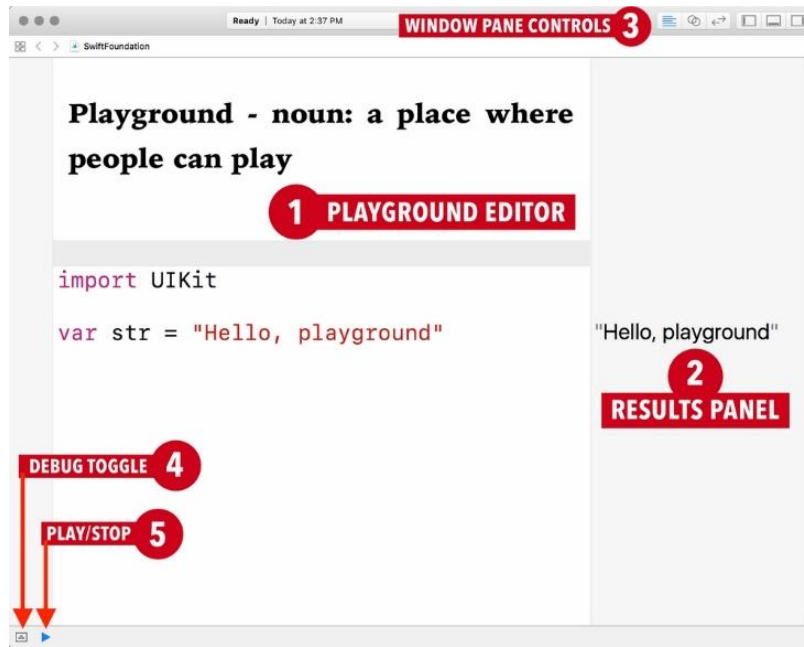 Ready | Today at 2:37 PM
WINDOW PANE CONTROLS 3
SwiftFoundation
Playground - noun: a place where
people can play
1 PLAYGROUND EDITOR
import UIKit
var str = "Hello, playground"
"Hello, playground"
2
RESULTS PANEL
DEBUG TOGGLE 4
PLAY/STOP 5